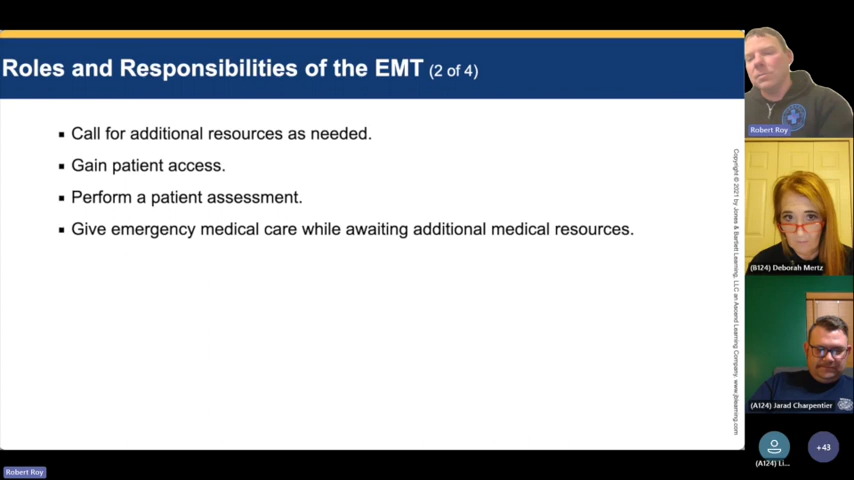 Roles and Responsibilities of the EMT (2 of 4)
▪ Call for additional resources as needed.
▪ Gain patient access.
▪ Perform a patient assessment.
▪ Give emergency medical care while awaiting additional medical resources.
Copyright © 2021 by Jones & Bartlett Learning, LLC an Ascend Learning Company. www.jblearning.com
Robert Roy
(B124) Deborah Mertz
(A124) Jarad Charpentier
(A124) Li...
+43
Robert Roy